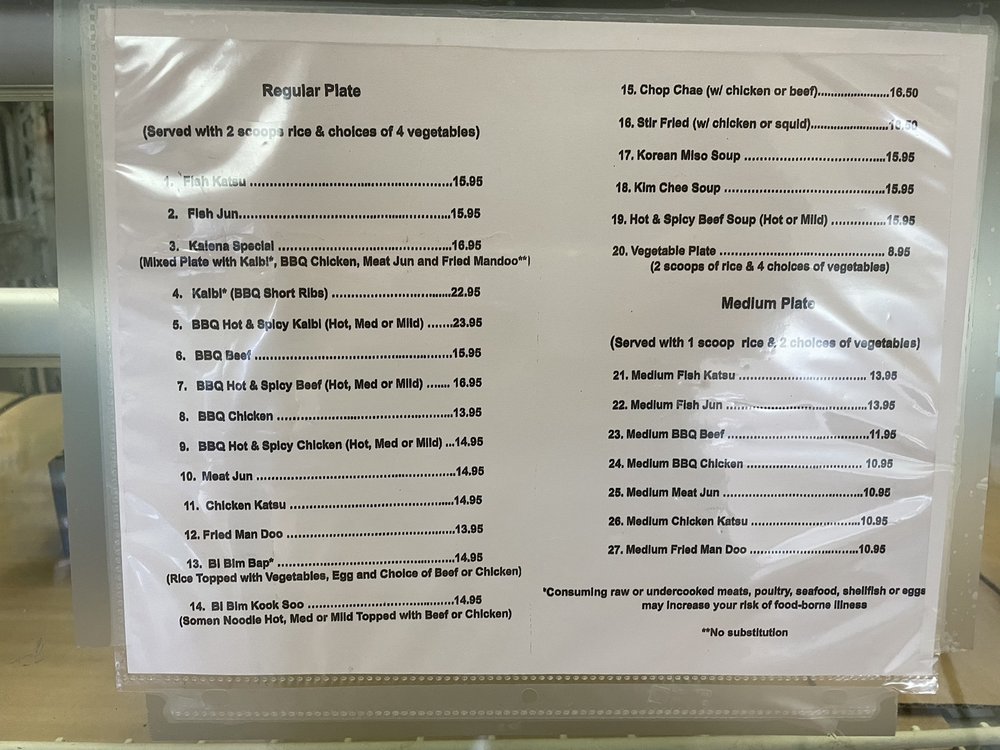 Regular Plate
(Served with 2 scoops rice & choices of 4 vegetables)
1. Fish Katsu ..................................................15.95
2. Fish Jun....................................................15.95
3. Kalena Special ...........................................16.95
(Mixed Plate with Kalbi*, BBQ Chicken, Meat Jun and Fried Mandoo**)
4. Kalbi* (BBQ Short Ribs) ..............................22.95
5. BBQ Hot & Spicy Kalbi (Hot, Med or Mild) .......23.95
6. BBQ Beef .................................................15.95
7. BBQ Hot & Spicy Beef (Hot, Med or Mild) ....... 16.95
8. BBQ Chicken ............................................13.95
9. BBQ Hot & Spicy Chicken (Hot, Med or Mild) ...14.95
10. Meat Jun .................................................14.95
11. Chicken Katsu .........................................14.95
12. Fried Man Doo .........................................13.95
13. Bi Bim Bap* ............................................14.95
(Rice Topped with Vegetables, Egg and Choice of Beef or Chicken)
14. Bi Bim Kook Soo ....................................14.95
(Somen Noodle Hot, Med or Mild Topped with Beef or Chicken)
15. Chop Chae (w/ chicken or beef)......................16.50
16. Stir Fried (w/ chicken or squid)........................
17. Korean Miso Soup ...................................15.95
18. Kim Chee Soup ........................................15.95
19. Hot & Spicy Beef Soup (Hot or Mild) .............15.95
20. Vegetable Plate ........................................ 8.95
(2 scoops of rice & 4 choices of vegetables)
Medium Plate
(Served with 1 scoop rice & 2 choices of vegetables)
21. Medium Fish Katsu ................................ 13.95
22. Medium Fish Jun ...................................13.95
23. Medium BBQ Beef ...................................11.95
24. Medium BBQ Chicken ............................. 10.95
25. Medium Meat Jun ...................................10.95
26. Medium Chicken Katsu ...........................10.95
27. Medium Fried Man Doo ...........................10.95
*Consuming raw or undercooked meats, poultry, seafood, shellfish or eggs
may increase your risk of food-borne illness
**No substitution